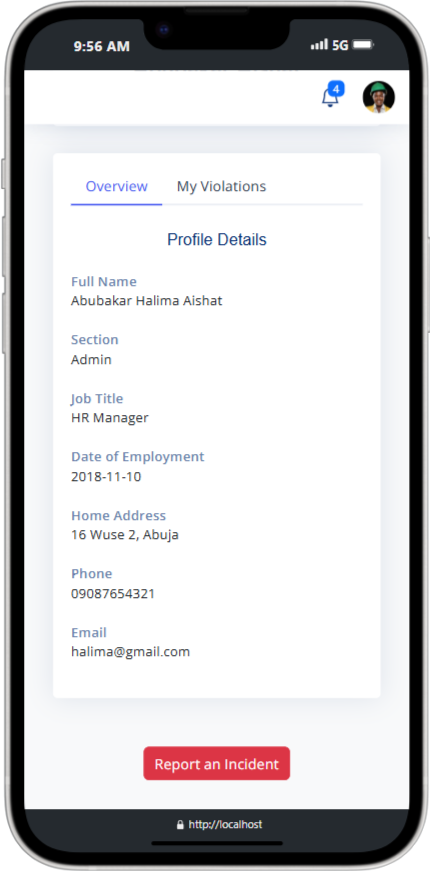 9:56 AM
5G
4
Overview
My Violations
Profile Details
Full Name
Abubakar Halima Aishat
Section
Admin
Job Title
HR Manager
Date of Employment
2018-11-10
Home Address
16 Wuse 2, Abuja
Phone
09087654321
Email
halima@gmail.com
Report an Incident
http://localhost